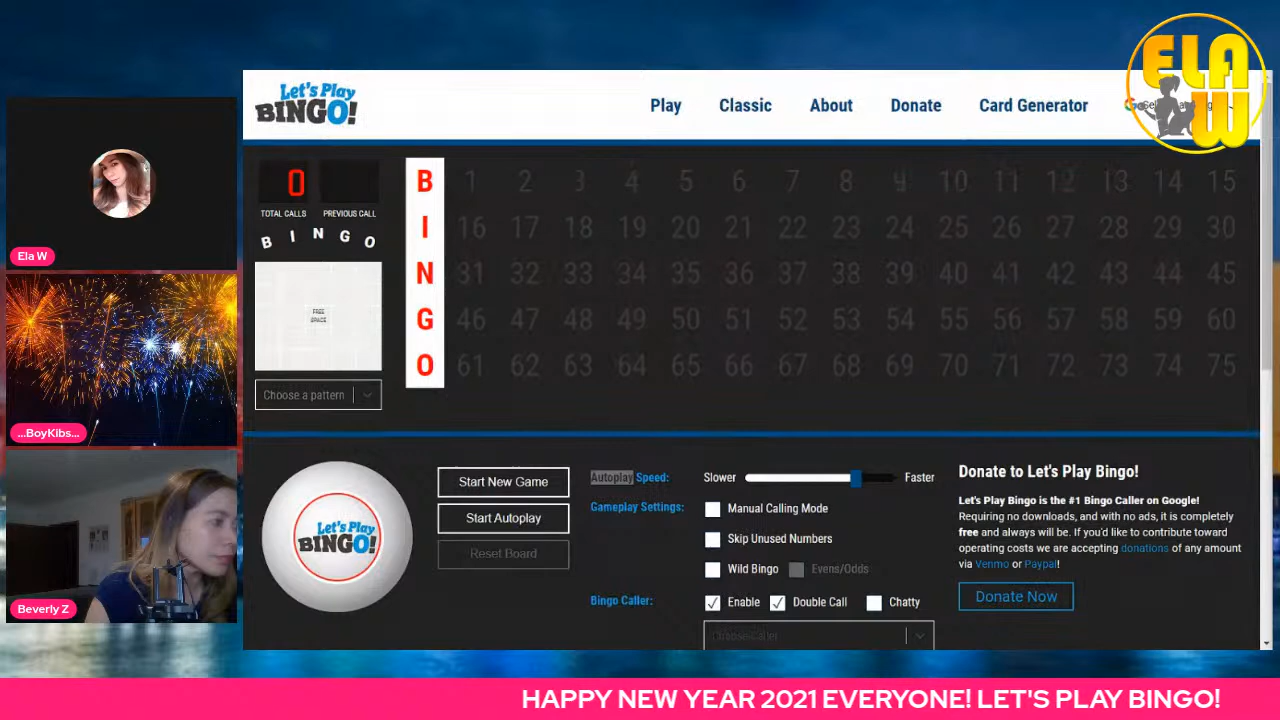 ELA
W
Let's Play
BINGO!
Play
Classic
About
Donate
Card Generator
0
TOTAL CALLS
PREVIOUS CALL
B I N G O
FREE
SPACE
Choose a pattern
B 1 2 3 4 5 6 7 8 9 10 11 12 13 14 15
I 16 17 18 19 20 21 22 23 24 25 26 27 28 29 30
N 31 32 33 34 35 36 37 38 39 40 41 42 43 44 45
G 46 47 48 49 50 51 52 53 54 55 56 57 58 59 60
O 61 62 63 64 65 66 67 68 69 70 71 72 73 74 75
Ela W
...BoyKibs...
Beverly Z
Let's Play
BINGO!
Start New Game
Start Autoplay
Reset Board
Autoplay Speed:
Slower
Faster
Gameplay Settings:
Manual Calling Mode
Skip Unused Numbers
Wild Bingo
Evens/Odds
Bingo Caller:
Enable
Double Call
Chatty
Choose Caller
Donate to Let's Play Bingo!
Let's Play Bingo is the #1 Bingo Caller on Google!
Requiring no downloads, and with no ads, it is completely
free and always will be. If you'd like to contribute toward
operating costs we are accepting donations of any amount
via Venmo or Paypal!
Donate Now
HAPPY NEW YEAR 2021 EVERYONE! LET'S PLAY BINGO!